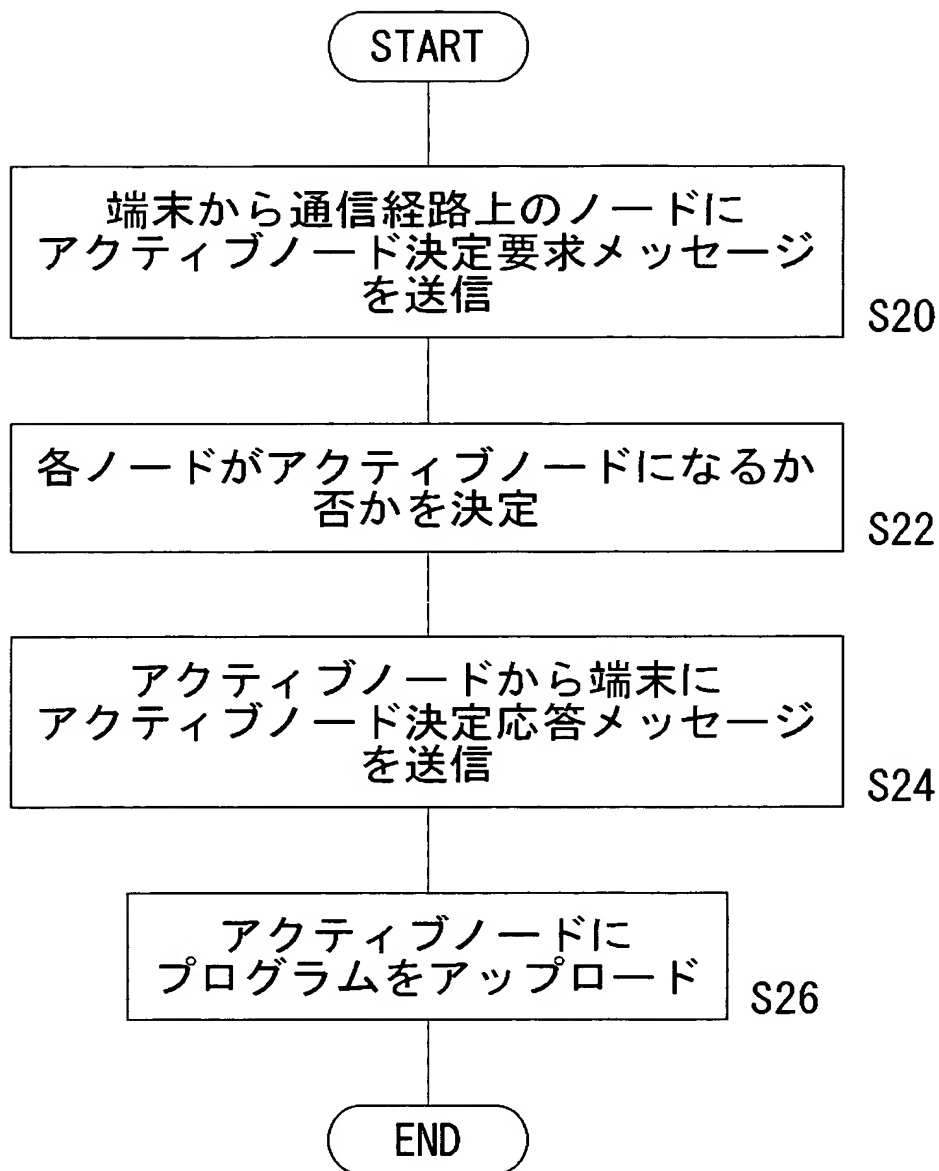 START
端末から通信経路上のノードに
アクティブノード決定要求メッセージ
を送信
S20
各ノードがアクティブノードになるか
否かを決定
S22
アクティブノードから端末に
アクティブノード決定応答メッセージ
を送信
S24
アクティブノードに
プログラムをアップロード
S26
END